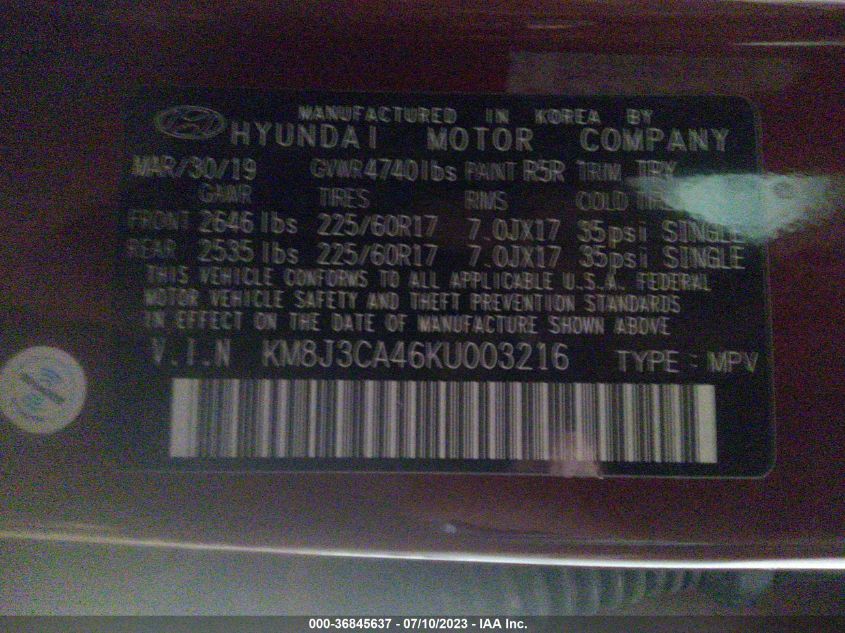 MANUFACTURED IN KOREA BY
HYUNDAI MOTOR COMPANY
MAR/30/19 GVWR 4740 lbs PAINT R5R TRIM TRY
GAWR TIRES RIMS COLD
FRONT 2646 lbs 225/60R17 7.0JX17 35psi SINGLE
REAR 2535 lbs 225/60R17 7.0JX17 35psi SINGLE
THIS VEHICLE CONFORMS TO ALL APPLICABLE U.S.A. FEDERAL
MOTOR VEHICLE SAFETY AND THEFT PREVENTION STANDARDS
IN EFFECT ON THE DATE OF MANUFACTURE SHOWN ABOVE
V.I.N KM8J3CA46KU003216 TYPE : MPV
000-36845637 - 07/10/2023 - IAA Inc.